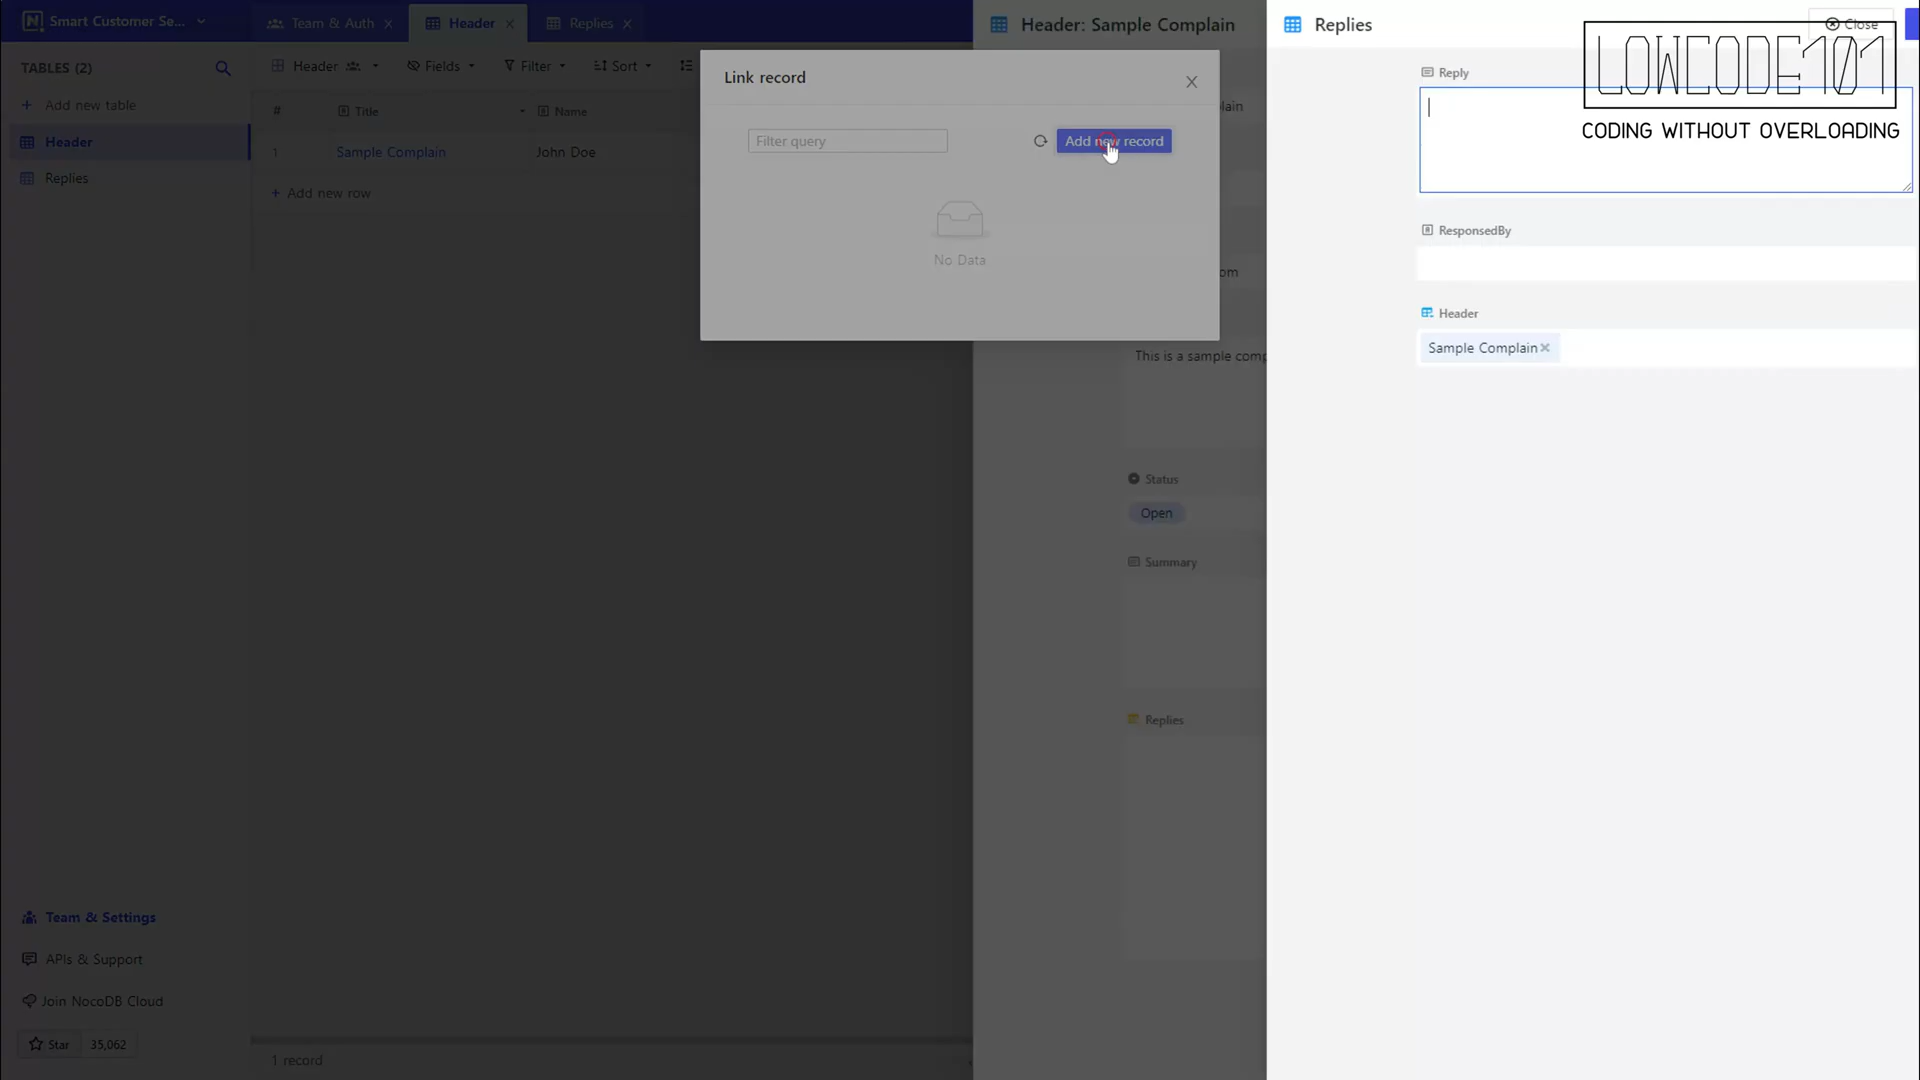 Smart Customer Se...
Team & Auth
Header
Replies
TABLES (2)
Add new table
Header
Replies
Header
Fields
Filter
Sort
#
Title
Name
1
Sample Complain
John Doe
Add new row
1 record
Team & Settings
APIs & Support
Join NocoDB Cloud
Star
35,062
Link record
Filter query
Add new record
No Data
Header: Sample Complain
lain
om
This is a sample comp
Status
Open
Summary
Replies
Replies
Close
LOWCODE101
CODING WITHOUT OVERLOADING
Reply
ResponsedBy
Header
Sample Complain